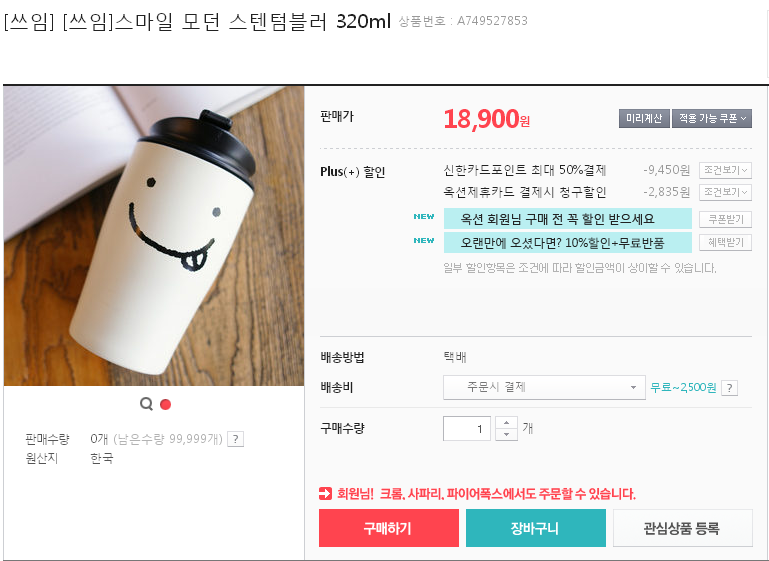 [쓰임] [쓰임]스마일 모던 스텐텀블러 320ml 상품번호 : A749527853
판매가 18,900원 미리계산 적용 가능 쿠폰
Plus(+) 할인 신한카드포인트 최대 50%결제 -9,450원 조건보기
옥션제휴카드 결제시 청구할인 -2,835원 조건보기
NEW 옥션 회원님 구매 전 꼭 할인 받으세요 쿠폰받기
NEW 오랜만에 오셨다면? 10%할인+무료반품 혜택받기
일부 할인항목은 조건에 따라 할인금액이 상이할 수 있습니다.
배송방법 택배
배송비 주문시 결제 무료~2,500원 ?
구매수량 1 개
판매수량 0개 (남은수량 99,999개) ?
원산지 한국
회원님! 크롬, 사파리, 파이어폭스에서도 주문할 수 있습니다.
구매하기 장바구니 관심상품 등록